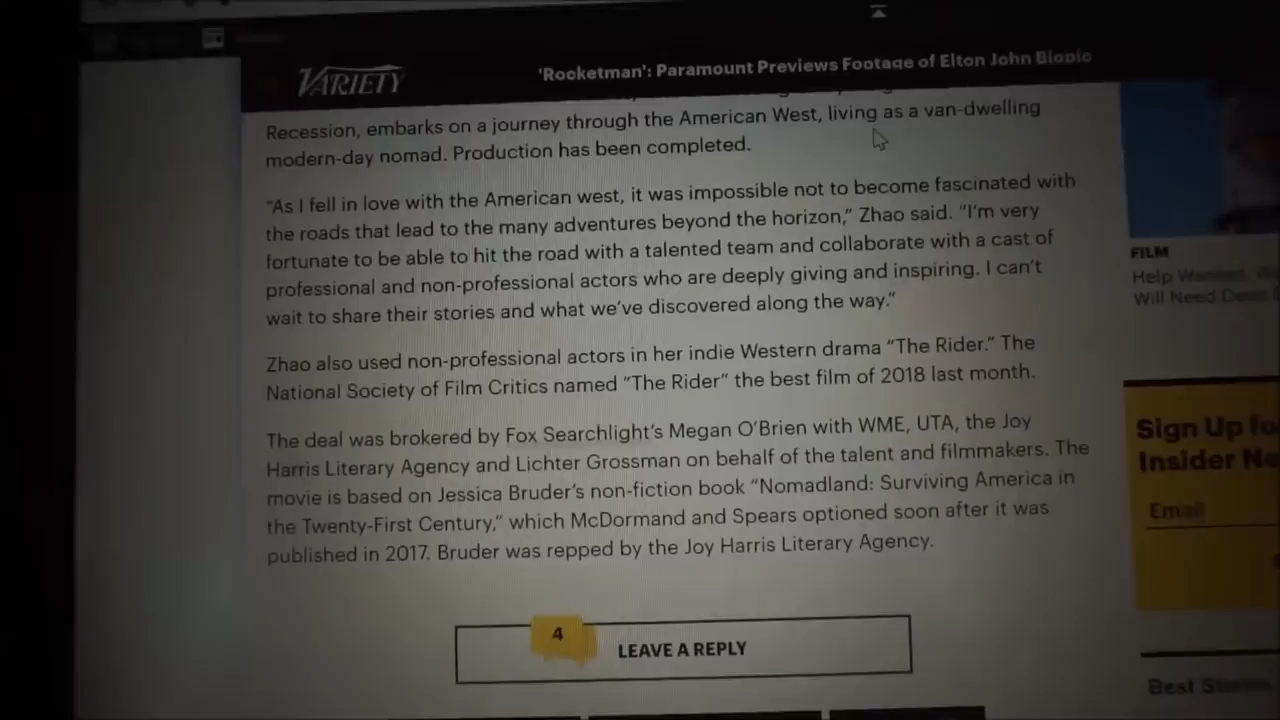 VARIETY
'Rocketman': Paramount Previews Footage of Elton John Biopic
Recession, embarks on a journey through the American West, living as a van-dwelling
modern-day nomad. Production has been completed.
“As I fell in love with the American west, it was impossible not to become fascinated with
the roads that lead to the many adventures beyond the horizon,” Zhao said. “I’m very
fortunate to be able to hit the road with a talented team and collaborate with a cast of
professional and non-professional actors who are deeply giving and inspiring. I can’t
wait to share their stories and what we’ve discovered along the way.”
Zhao also used non-professional actors in her indie Western drama “The Rider.” The
National Society of Film Critics named “The Rider” the best film of 2018 last month.
The deal was brokered by Fox Searchlight’s Megan O’Brien with WME, UTA, the Joy
Harris Literary Agency and Lichter Grossman on behalf of the talent and filmmakers. The
movie is based on Jessica Bruder’s non-fiction book “Nomadland: Surviving America in
the Twenty-First Century,” which McDormand and Spears optioned soon after it was
published in 2017. Bruder was repped by the Joy Harris Literary Agency.
4
LEAVE A REPLY
FILM
Help Wanted:
Will Need
Sign Up fo
Insider Ne
Email
Best